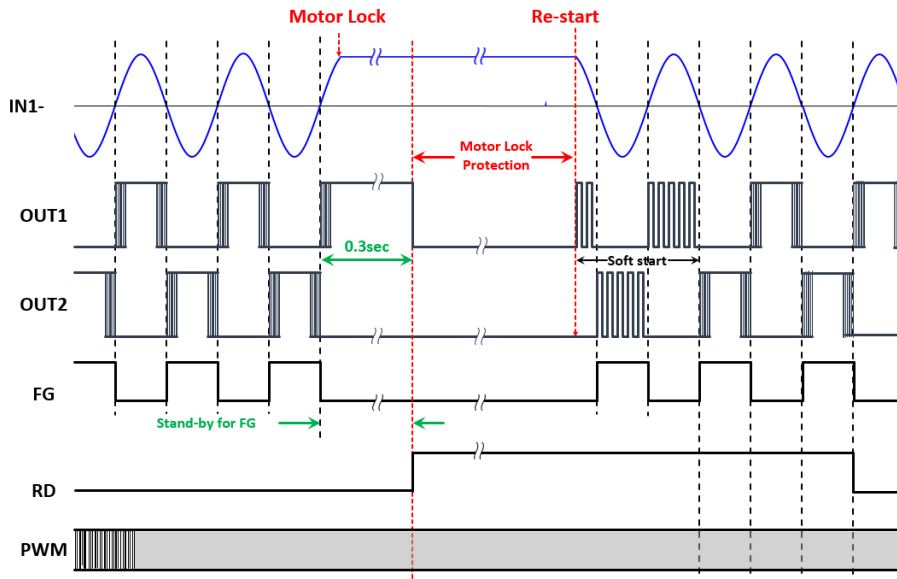 Motor Lock
Re-start
IN1-
Motor Lock
Protection
OUT1
0.3sec
Soft start
OUT2
FG
Stand-by for FG
RD
PWM